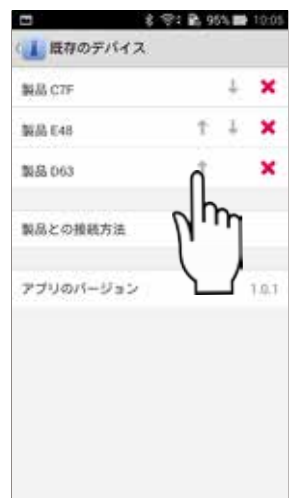 95% 10:05
既存のデバイス
製品 C7F
製品 E48
製品 D63
製品との接続方法
アプリのバージョン 1.0.1